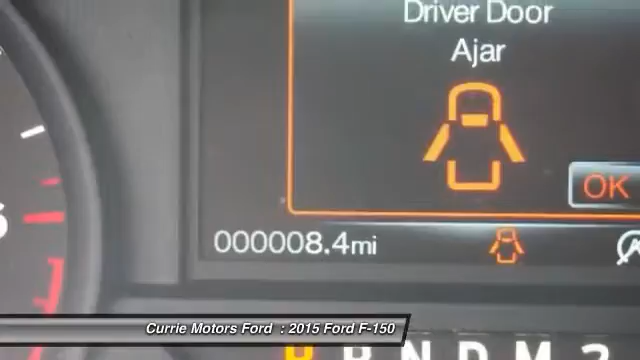 Driver Door
Ajar
OK
000008.4mi
Currie Motors Ford : 2015 Ford F-150
P R N D M